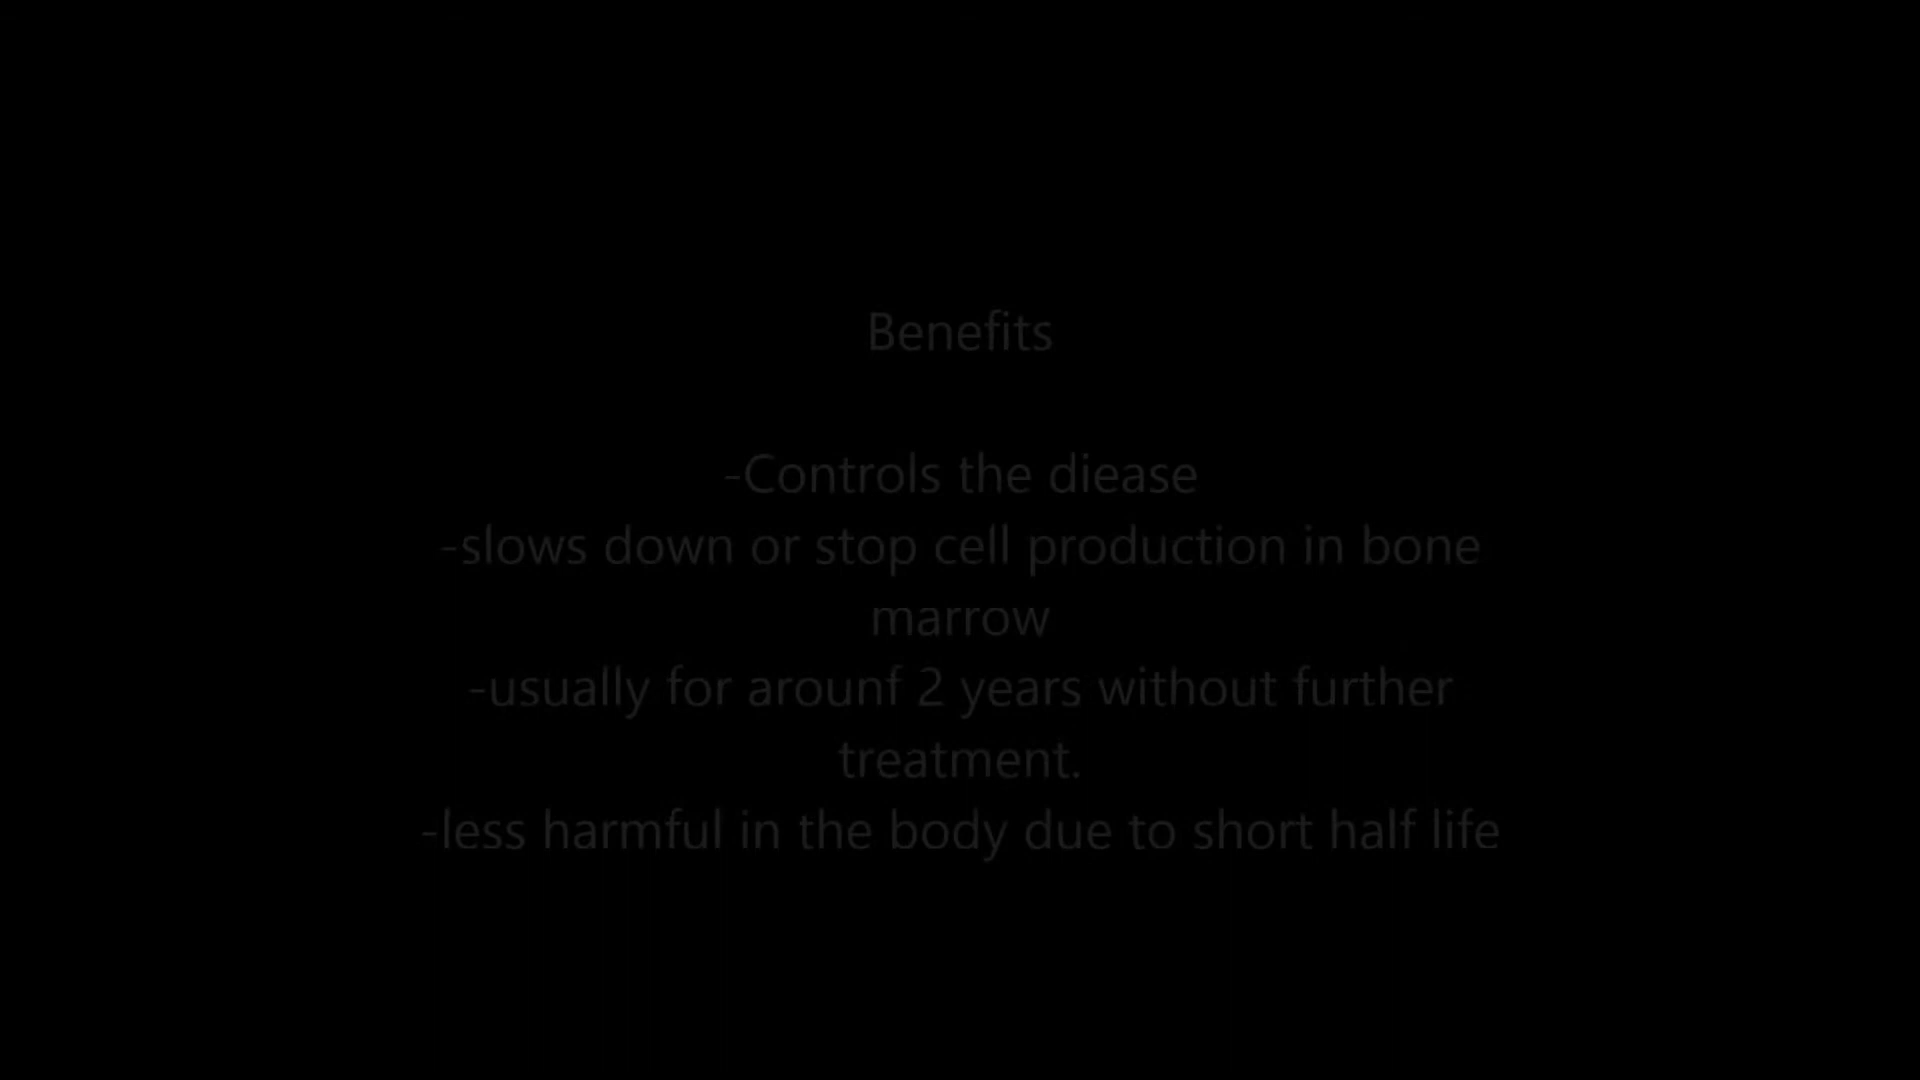 Benefits
-Controls the diease
-slows down or stop cell production in bone
marrow
-usually for arounf 2 years without further
treatment.
-less harmful in the body due to short half life